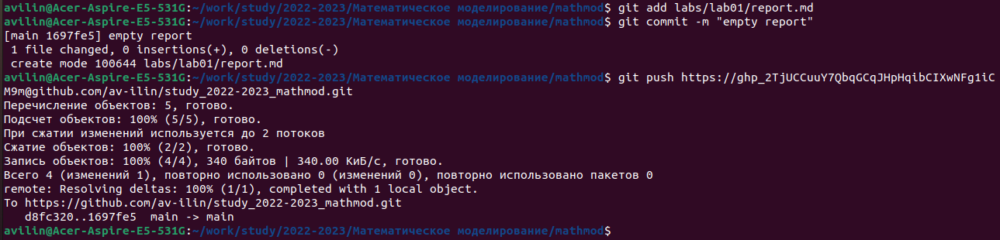 avilin@Acer-Aspire-E5-531G:~/work/study/2022-2023/Математическое моделирование/mathmod$ git add labs/lab01/report.md
avilin@Acer-Aspire-E5-531G:~/work/study/2022-2023/Математическое моделирование/mathmod$ git commit -m "empty report"
[main 1697fe5] empty report
 1 file changed, 0 insertions(+), 0 deletions(-)
 create mode 100644 labs/lab01/report.md
avilin@Acer-Aspire-E5-531G:~/work/study/2022-2023/Математическое моделирование/mathmod$ git push https://ghp_2TjUCCuuY7QbqGCqJHpHqibCIXwNFg1iC
M9m@github.com/av-ilin/study_2022-2023_mathmod.git
Перечисление объектов: 5, готово.
Подсчет объектов: 100% (5/5), готово.
При сжатии изменений используется до 2 потоков
Сжатие объектов: 100% (2/2), готово.
Запись объектов: 100% (4/4), 340 байтов | 340.00 КиБ/с, готово.
Всего 4 (изменений 1), повторно использовано 0 (изменений 0), повторно использовано пакетов 0
remote: Resolving deltas: 100% (1/1), completed with 1 local object.
To https://github.com/av-ilin/study_2022-2023_mathmod.git
   d8fc320..1697fe5  main -> main
avilin@Acer-Aspire-E5-531G:~/work/study/2022-2023/Математическое моделирование/mathmod$